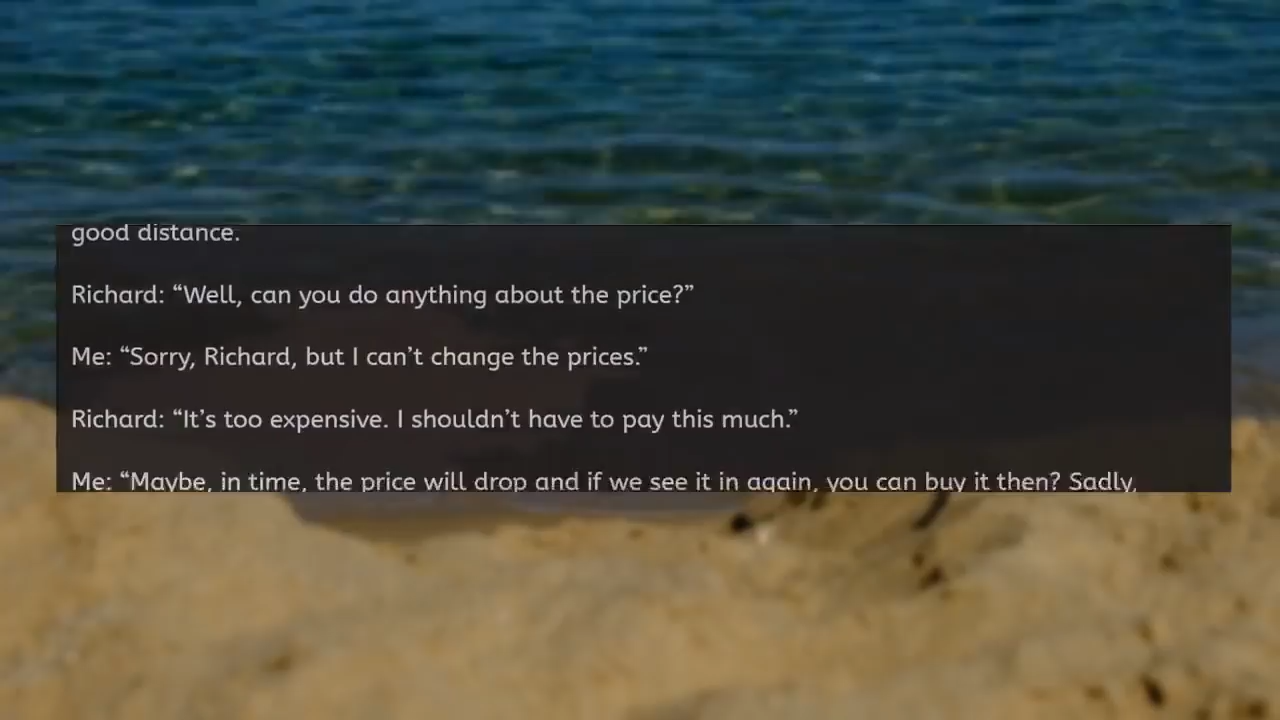 good distance.
Richard: “Well, can you do anything about the price?”
Me: “Sorry, Richard, but I can’t change the prices.”
Richard: “It’s too expensive. I shouldn’t have to pay this much.”
Me: “Maybe, in time, the price will drop and if we see it in again, you can buy it then? Sadly,